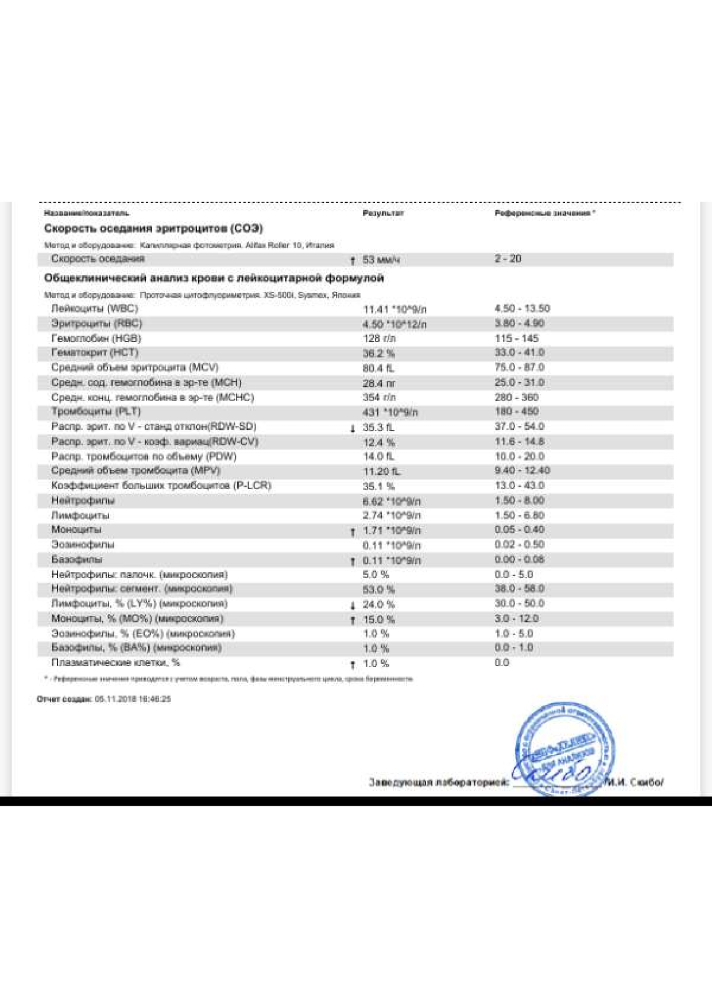 Название/показатель Результат Референсные значения *
Скорость оседания эритроцитов (СОЭ)
Метод и оборудование: Капиллярная фотометрия. Alifax Roller 10, Италия
Скорость оседания ↑ 53 мм/ч 2 - 20
Общеклинический анализ крови с лейкоцитарной формулой
Метод и оборудование: Проточная цитофлуориметрия. XS-500i, Sysmex, Япония
Лейкоциты (WBC) 11.41 *10^9/л 4.50 - 13.50
Эритроциты (RBC) 4.50 *10^12/л 3.80 - 4.90
Гемоглобин (HGB) 128 г/л 115 - 145
Гематокрит (HCT) 36.2 % 33.0 - 41.0
Средний объем эритроцита (MCV) 80.4 fL 75.0 - 87.0
Средн. сод. гемоглобина в эр-те (MCH) 28.4 пг 25.0 - 31.0
Средн. конц. гемоглобина в эр-те (MCHC) 354 г/л 280 - 360
Тромбоциты (PLT) 431 *10^9/л 180 - 450
Распр. эрит. по V - станд отклон(RDW-SD) ↓ 35.3 fL 37.0 - 54.0
Распр. эрит. по V - коэф. вариац(RDW-CV) 12.4 % 11.6 - 14.8
Распр. тромбоцитов по объему (PDW) 14.0 fL 10.0 - 20.0
Средний объем тромбоцита (MPV) 11.20 fL 9.40 - 12.40
Коэффициент больших тромбоцитов (P-LCR) 35.1 % 13.0 - 43.0
Нейтрофилы 6.62 *10^9/л 1.50 - 8.00
Лимфоциты 2.74 *10^9/л 1.50 - 6.80
Моноциты ↑ 1.71 *10^9/л 0.05 - 0.40
Эозинофилы 0.11 *10^9/л 0.02 - 0.50
Базофилы ↑ 0.11 *10^9/л 0.00 - 0.08
Нейтрофилы: палочк. (микроскопия) 5.0 % 0.0 - 5.0
Нейтрофилы: сегмент. (микроскопия) 53.0 % 38.0 - 58.0
Лимфоциты, % (LY%) (микроскопия) ↓ 24.0 % 30.0 - 50.0
Моноциты, % (MO%) (микроскопия) ↑ 15.0 % 3.0 - 12.0
Эозинофилы, % (EO%) (микроскопия) 1.0 % 1.0 - 5.0
Базофилы, % (BA%) (микроскопия) 1.0 % 0.0 - 1.0
Плазматические клетки, % ↑ 1.0 % 0.0
* - Референсные значения приводятся с учетом возраста, пола, фазы менструального цикла, срока беременности
Отчет создан: 05.11.2018 16:46:25
Заведующая лабораторией: /И.И. Скибо/